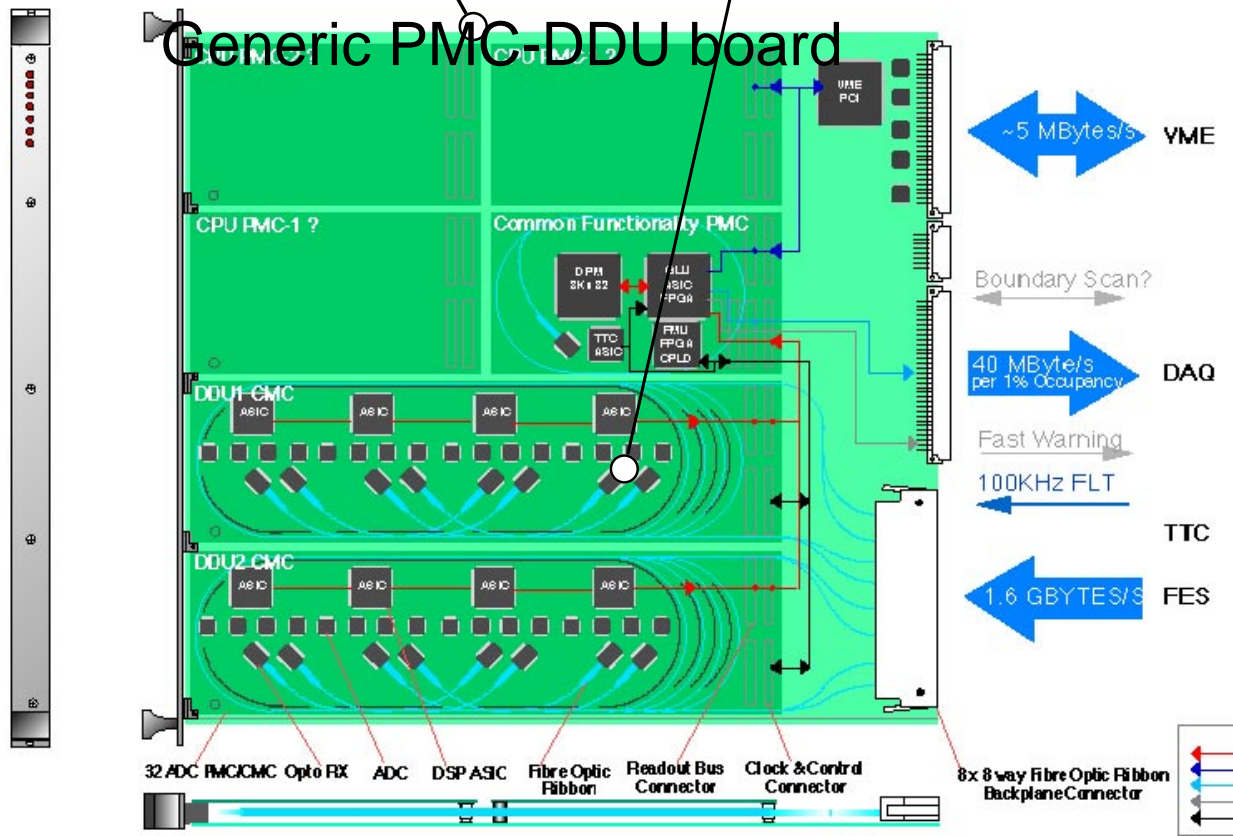 Generic PMC-DDU board
CPU PMC-2 ?
VME
PCI
~5 MBytes/s
VME
CPU PMC-1 ?
Common Functionality PMC
DPM
ASIC
FPGA
TTC
ASIC
FPGA
CPLD
Boundary Scan?
40 MByte/s
per 1% Occupancy
DAQ
Fast Warning
100KHz FLT
TTC
1.6 GBYTES/S
FES
DDU1 CMC
ASIC
ASIC
ASIC
ASIC
DDU2 CMC
ASIC
ASIC
ASIC
ASIC
32 ADC PMC/CMC
Opto RX
ADC
DSP ASIC
Fibre Optic
Ribbon
Readout Bus
Connector
Clock & Control
Connector
8x 8 way Fibre Optic Ribbon
Backplane Connector